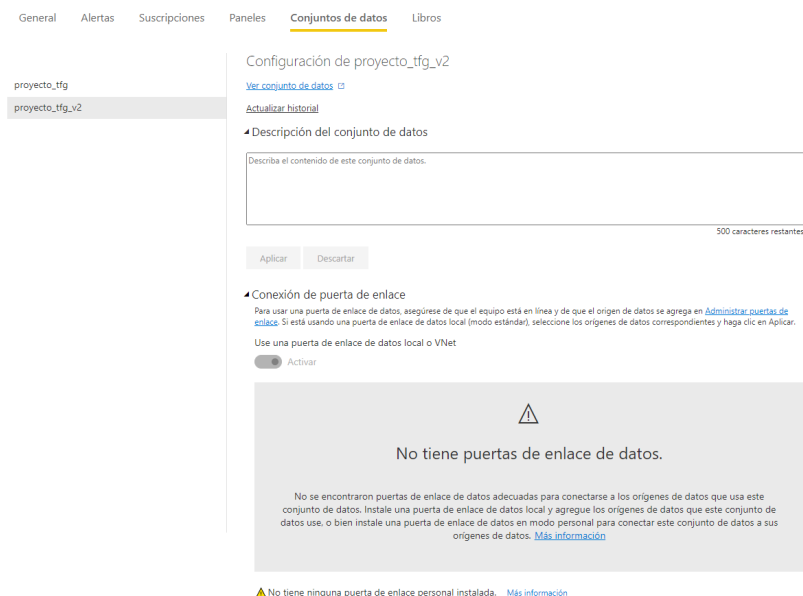 General Alertas Suscripciones Paneles Conjuntos de datos Libros
proyecto_tfg
proyecto_tfg_v2
Configuración de proyecto_tfg_v2
Ver conjunto de datos
Actualizar historial
Descripción del conjunto de datos
Describa el contenido de este conjunto de datos.
500 caracteres restantes
Aplicar Descartar
Conexión de puerta de enlace
Para usar una puerta de enlace de datos, asegúrese de que el equipo está en línea y de que el origen de datos se agrega en Administrar puertas de
enlace. Si está usando una puerta de enlace de datos local (modo estándar), seleccione los orígenes de datos correspondientes y haga clic en Aplicar.
Use una puerta de enlace de datos local o VNet
Activar
No tiene puertas de enlace de datos.
No se encontraron puertas de enlace de datos adecuadas para conectarse a los orígenes de datos que usa este
conjunto de datos. Instale una puerta de enlace de datos local y agregue los orígenes de datos que este conjunto de
datos use, o bien instale una puerta de enlace de datos en modo personal para conectar este conjunto de datos a sus
orígenes de datos. Más información
No tiene ninguna puerta de enlace personal instalada. Más información